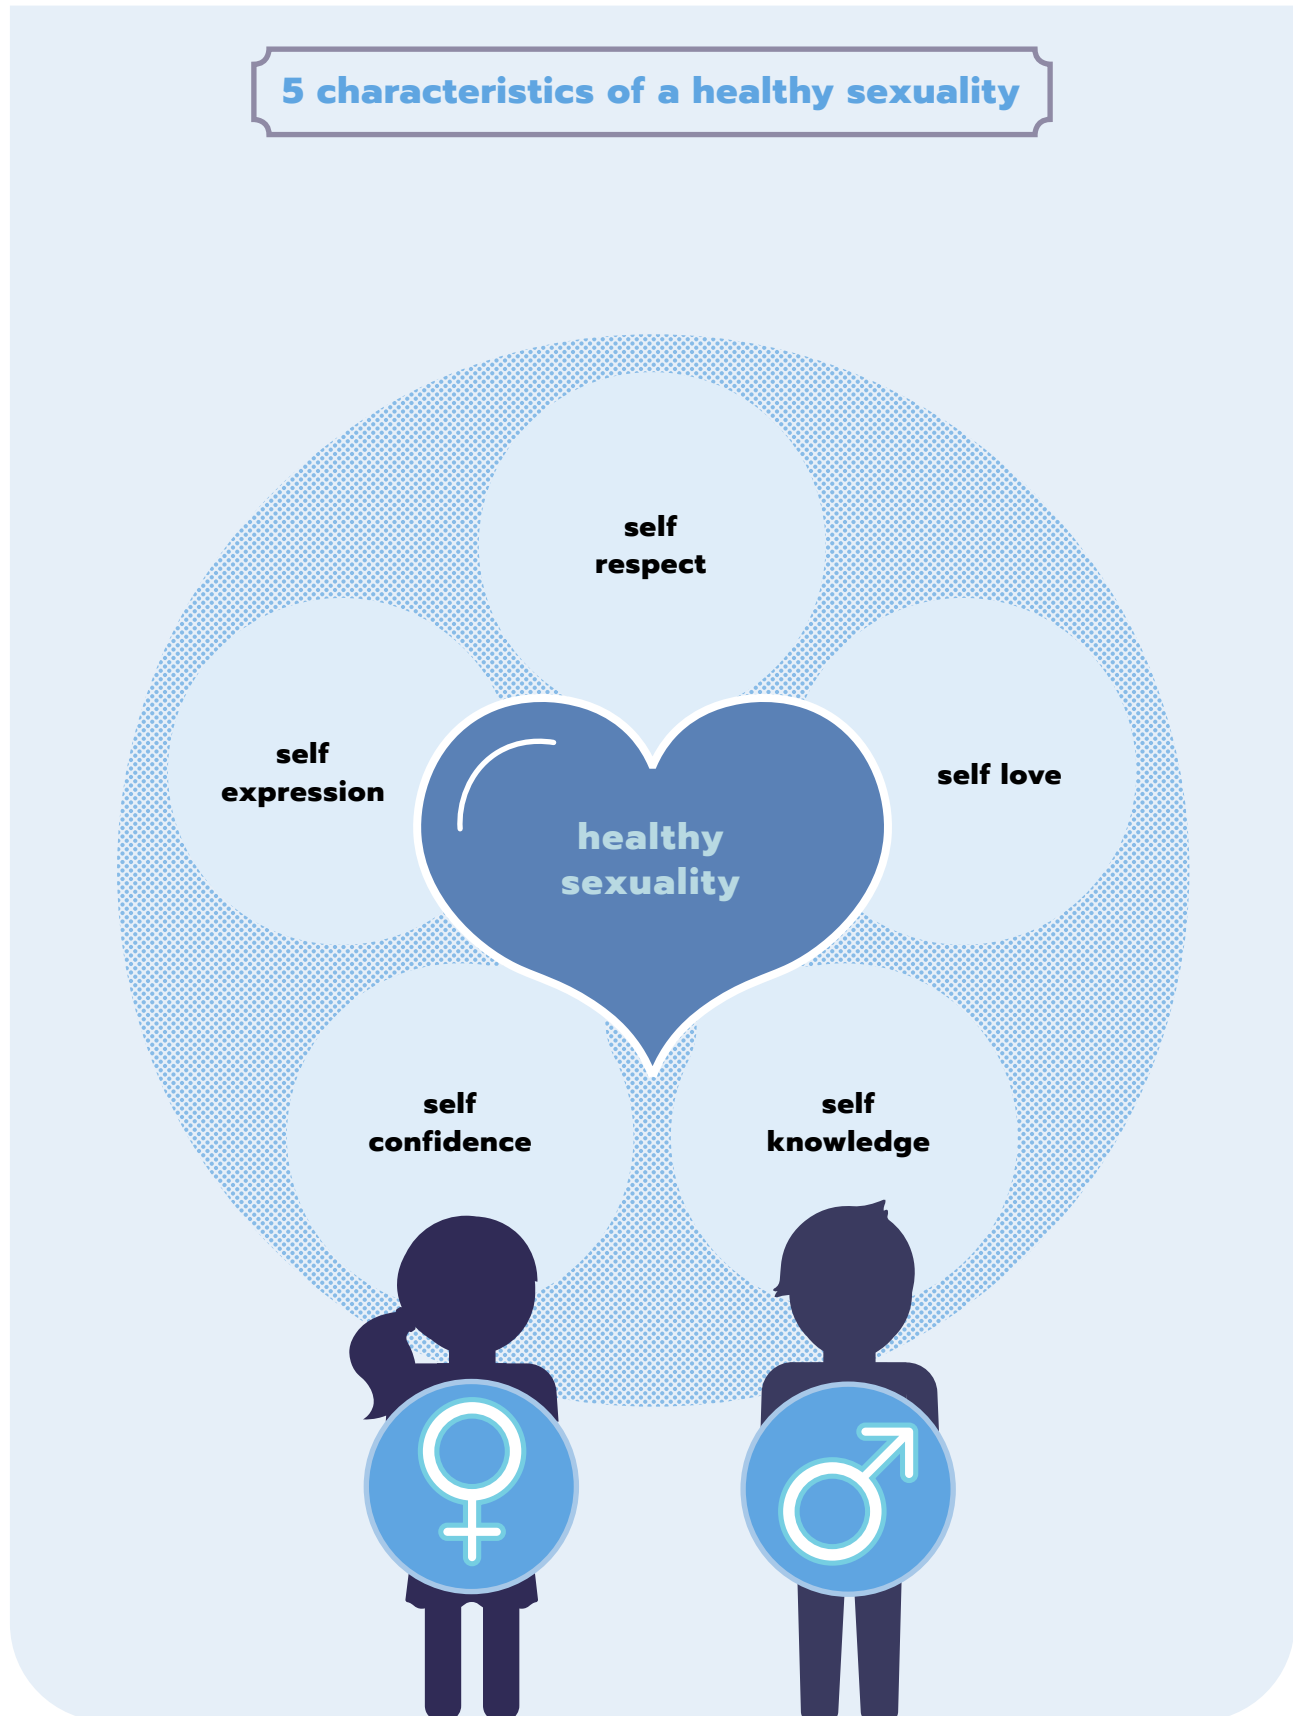 5 characteristics of a healthy sexuality
self
respect
self
expression
self love
healthy
sexuality
self
confidence
self
knowledge